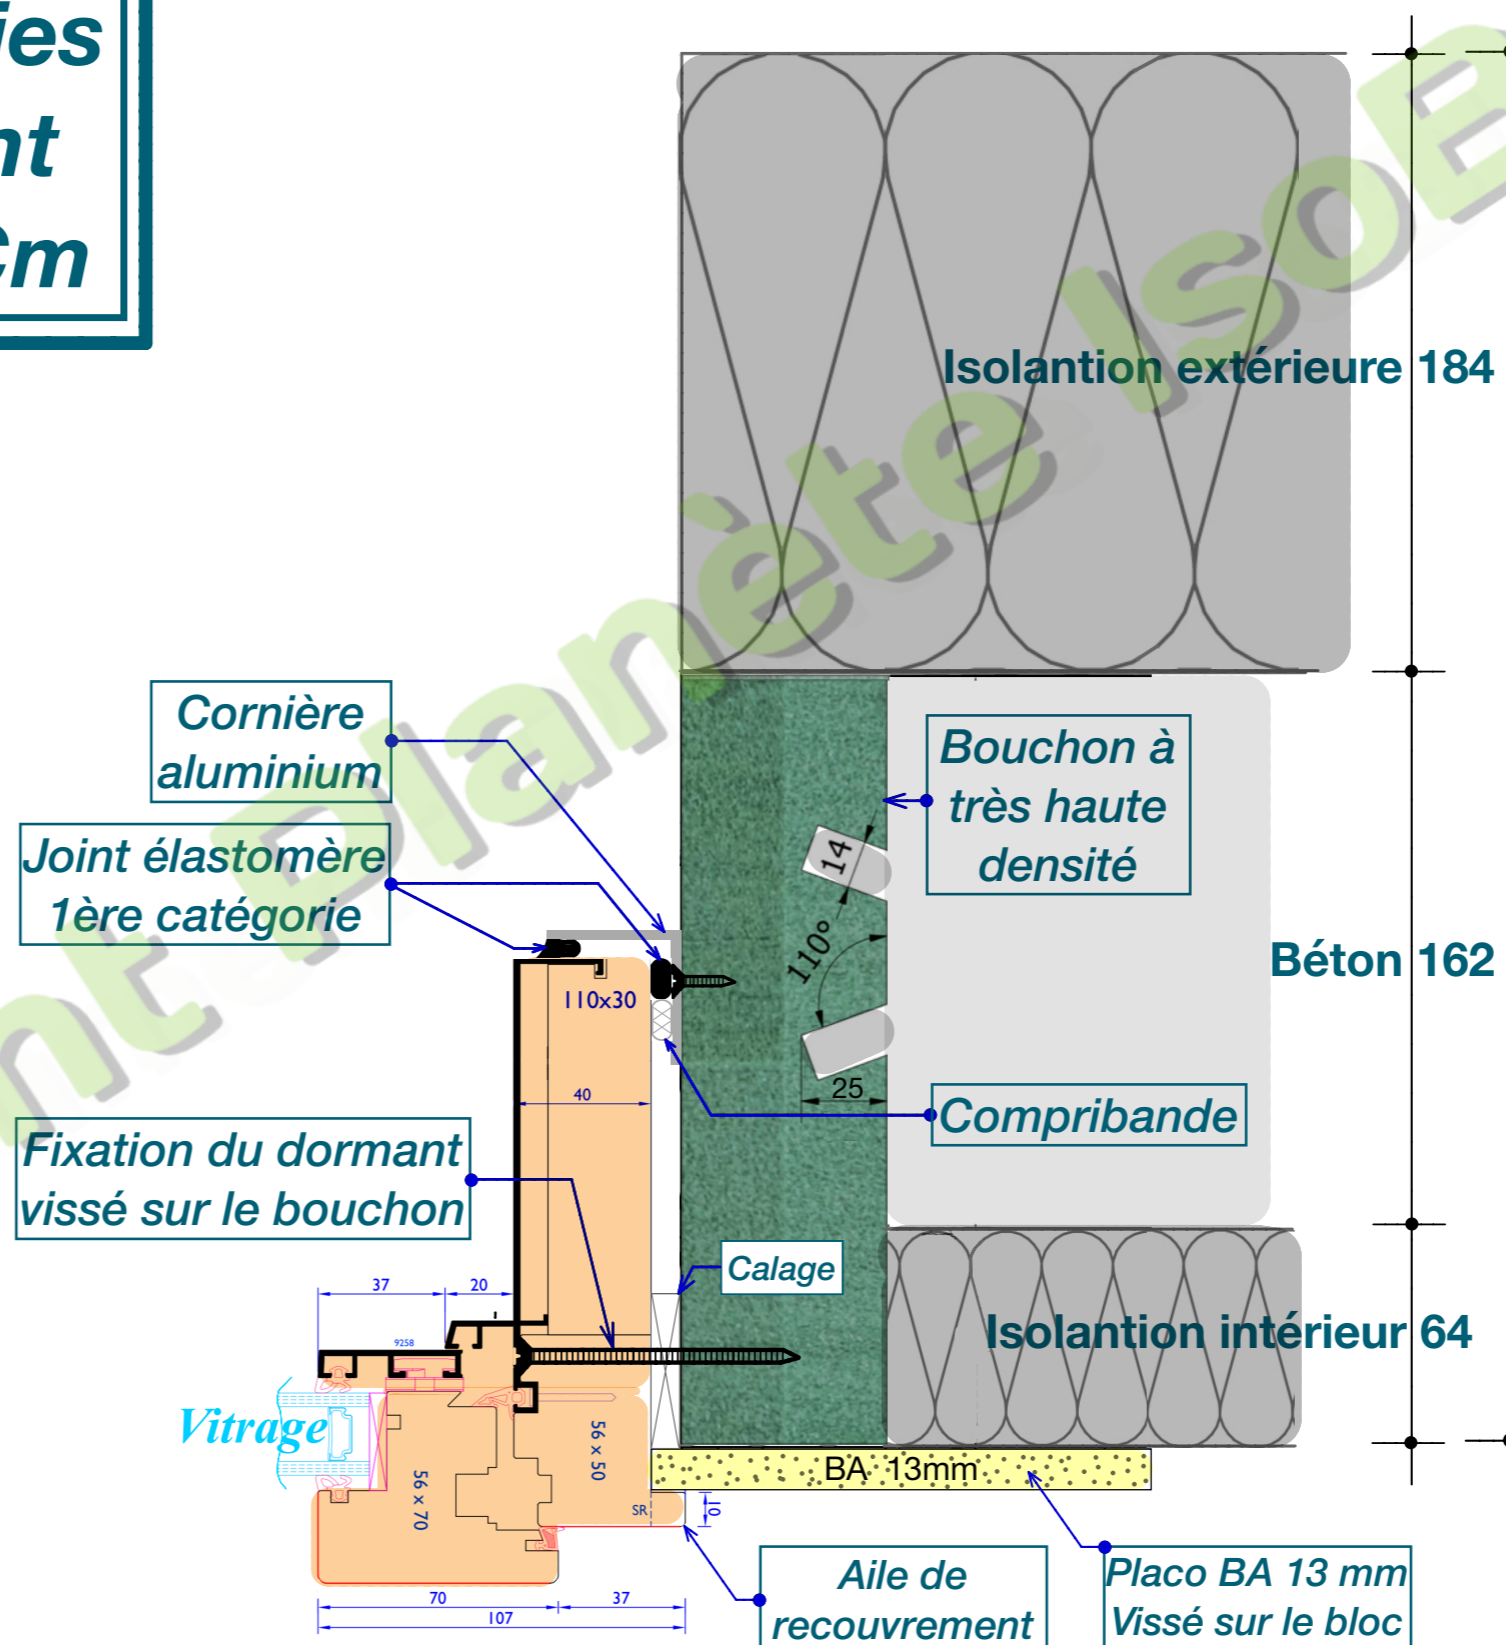 ies
nt
Cm
Isolantion extérieure 184
Cornière
aluminium
Bouchon à
très haute
densité
Joint élastomère
1ère catégorie
14
110°
Béton 162
110x30
40
25
Compribande
Fixation du dormant
vissé sur le bouchon
Calage
37
20
9258
Isolantion intérieur 64
Vitrage
56 x 50
56 x 70
BA 13mm
SR
10
Aile de
recouvrement
Placo BA 13 mm
Vissé sur le bloc
70
37
107
nt Planète IsoB